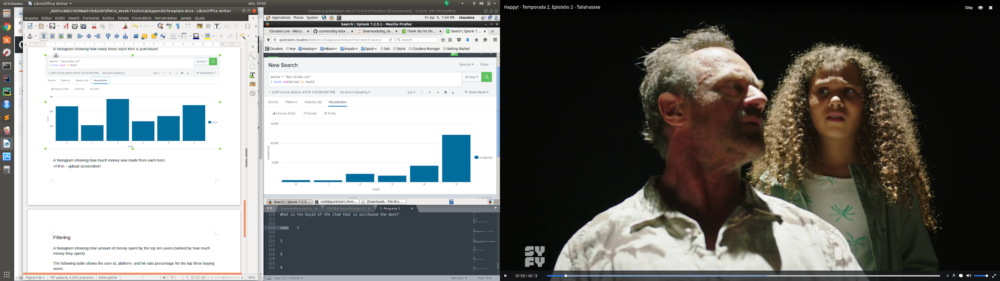 Atividades
LibreOffice Writer
sex, 23:45
1
_8507cc46b510598a6319c82c872f041a_Week1TechnicalAppendixTemplate.docx - LibreOffice Writer
Arquivo Editar Exibir Inserir Formatar Estilos Tabela Formulário Ferramentas Janela Ajuda
A histogram showing how many times each item is purchased:
source = "buy-clicks.csv"
| stats count by buyId
All time
2,947 events (before 4/5/19 7:24:24.000 PM) No Event Sampling
Job
Smart Mode
Events Patterns Statistics (6) Visualization
Column Chart Format Trellis
750
500
250
count
count
0 1 2 3 4 5
buyId
A histogram showing how much money was made from each item:
<Fill In - upload screenshot>
Filtering
A histogram showing total amount of money spent by the top ten users (ranked by how much
money they spent).
The following table shows the user id, platform, and hit-ratio percentage for the top three buying
users:
Página 4 de 5 787 palavras, 4.250 caracteres Estilo padrão 100%
cloudera-quickstart-vm-5.13.0-0-virtualbox [Executando] - Oracle VM VirtualBox
Applications Places System
Fri Apr 5, 7:44 PM cloudera
Search | Splunk 7.2.5.1 - Mozilla Firefox
Cloudera Live : Welco... coursera/big-data-... Downloads/big_da... Thank You for Do... Search | Splunk 7....
quickstart.cloudera:8000/en-US/app/search/search?q=search source
Search
Cloudera Hue Hadoop HBase Impala Spark Solr Oozie Cloudera Manager Getting Started
New Search
Save As Close
source = "buy-clicks.csv"
| stats sum(price) by buyId
All time
2,947 events (before 4/5/19 7:42:58.000 PM) No Event Sampling
Job
Smart Mode
Events Patterns Statistics (6) Visualization
Column Chart Format Trellis
15,000
10,000
5,000
sum(price)
sum(price)
0 1 2 3 4 5
buyId
buyId
sum(price)
Search | Splunk 7.2.5.... root@quickstart:/hom... [Downloads - File Bro...
CourseraFinancial.txt FEEDBACKqualificação.txt 1. Pergunta 1
110 What is the buyId of the item that is purchased the most?
111
112
113 @@@@ 2
114
115
116 3
117
118
119 5
120
121
122 9
Line 113, Column 9
Tab Size: 4 Plain Text
Happy! - Temporada 2, Episódio 2 - Tallahassee
720p
SYFY
01:59 / 45:13
A A